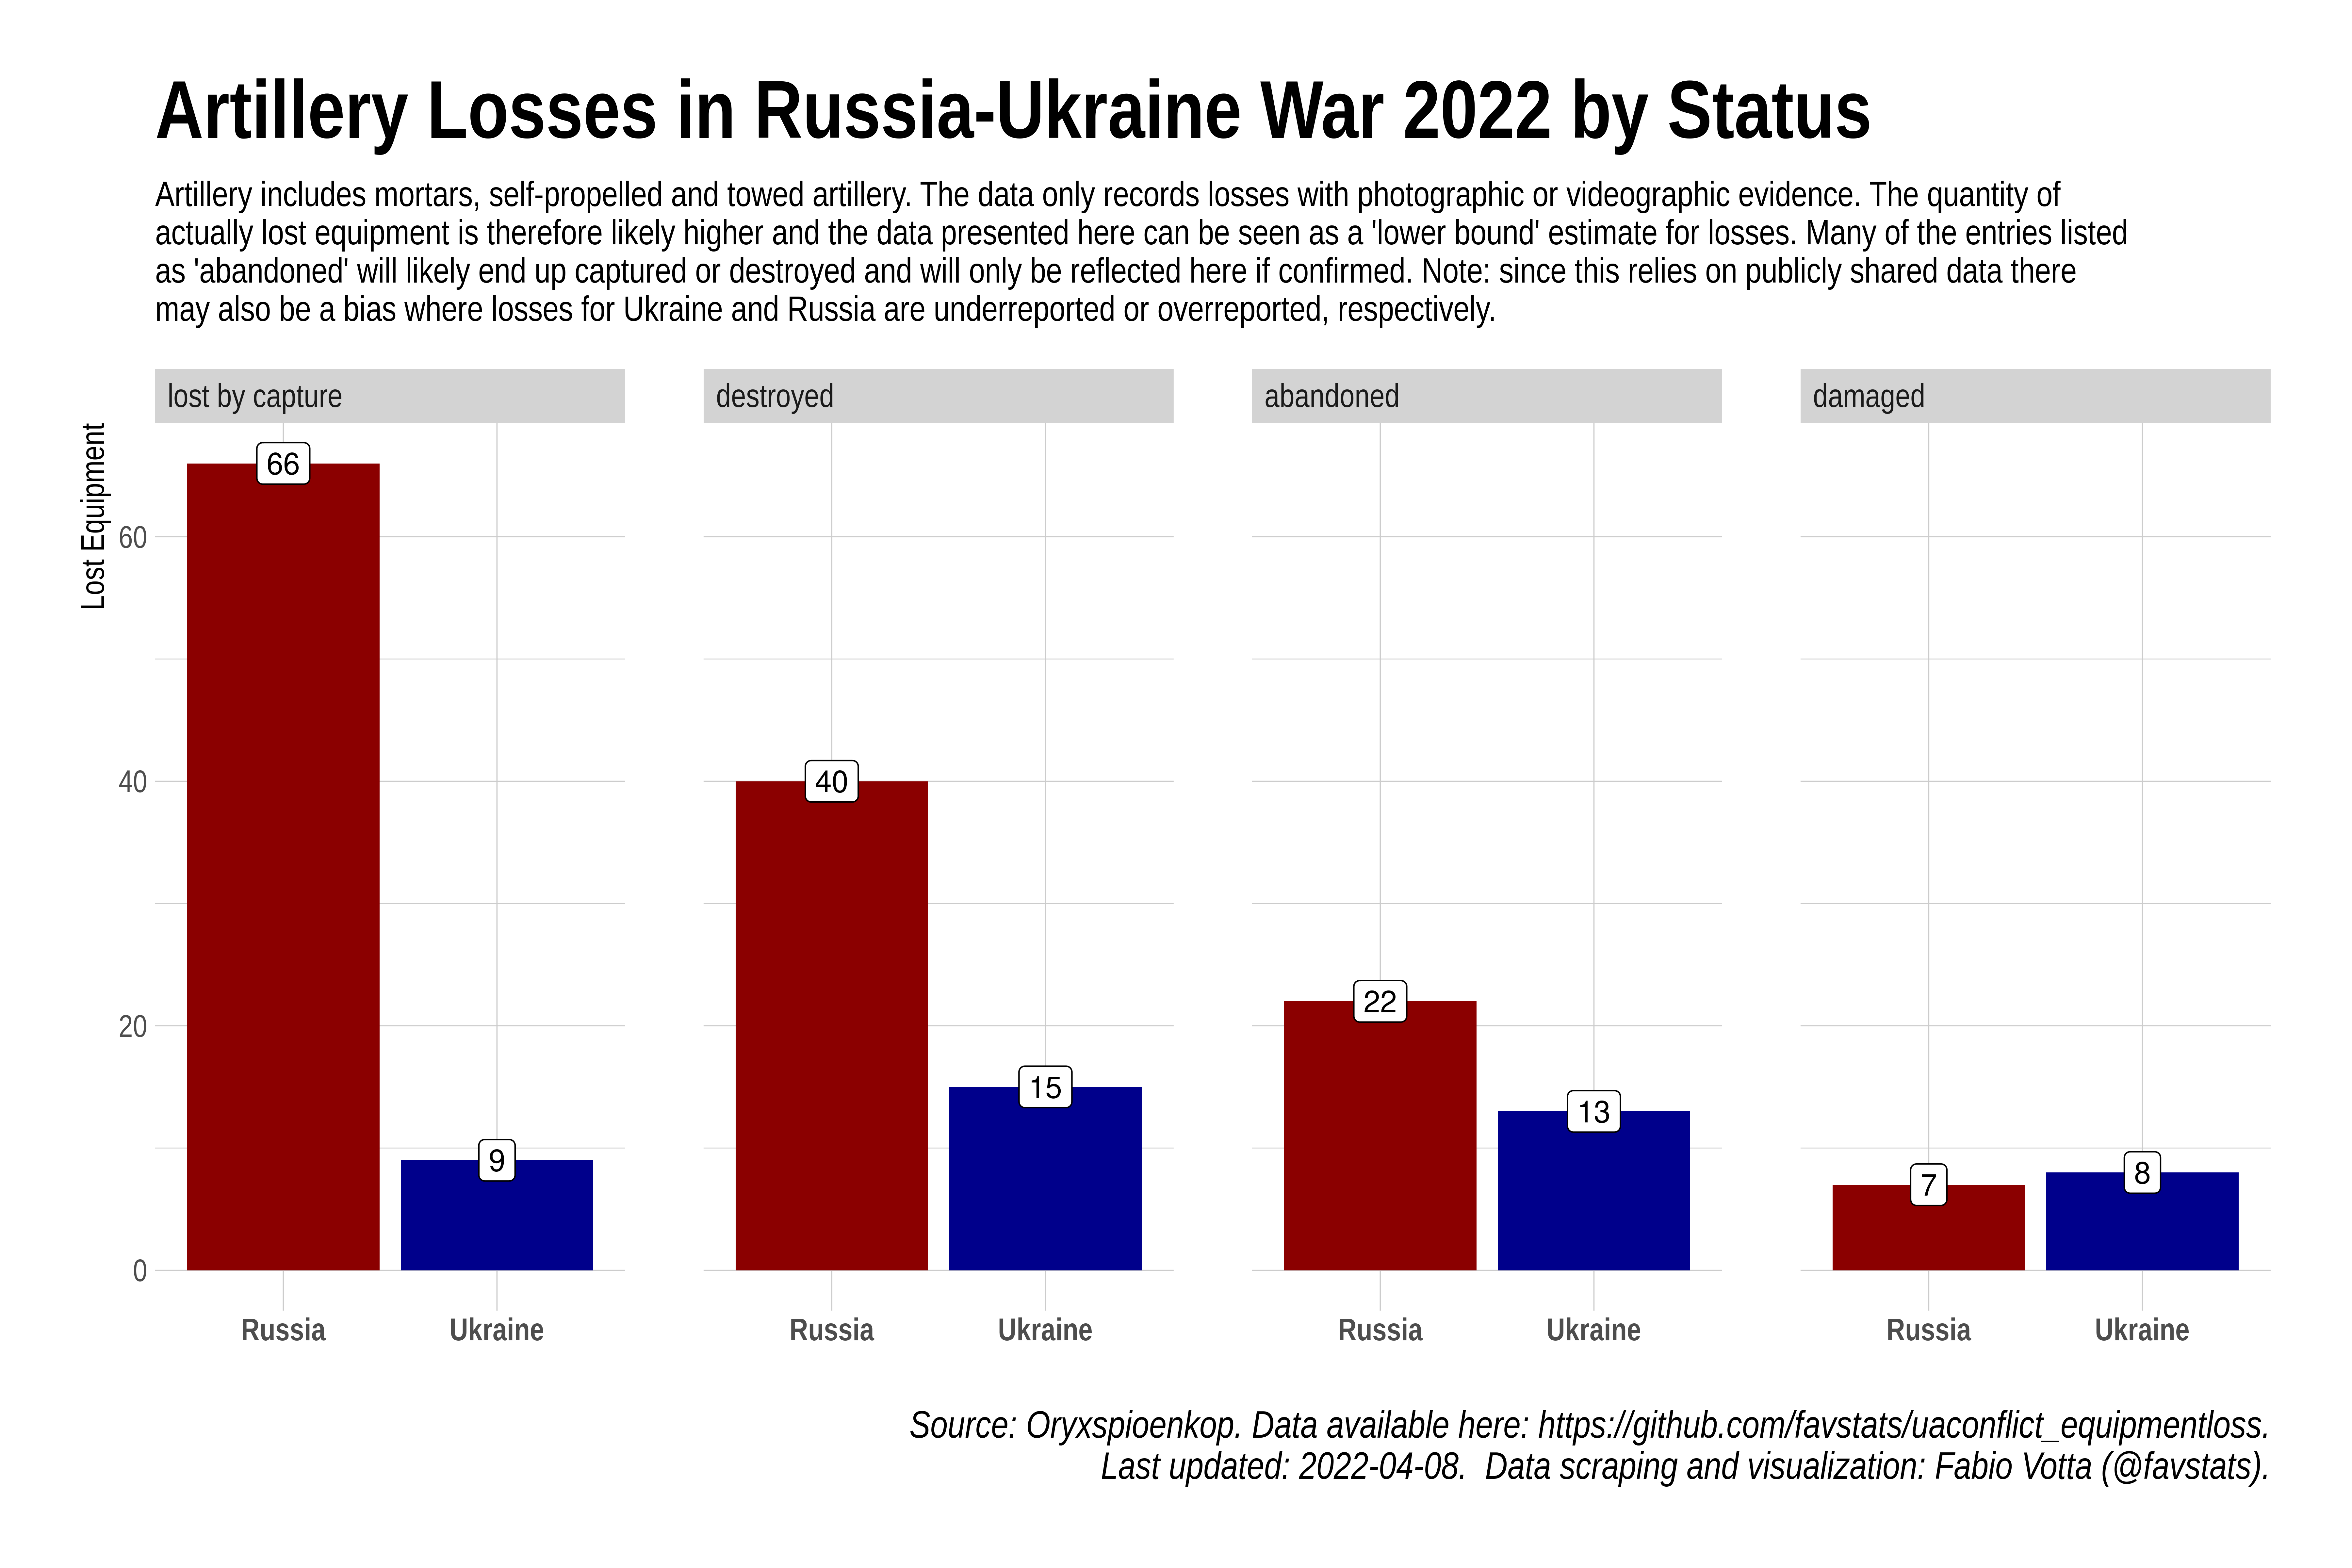 Artillery Losses in Russia-Ukraine War 2022 by Status
Artillery includes mortars, self-propelled and towed artillery. The data only records losses with photographic or videographic evidence. The quantity of
actually lost equipment is therefore likely higher and the data presented here can be seen as a 'lower bound' estimate for losses. Many of the entries listed
as 'abandoned' will likely end up captured or destroyed and will only be reflected here if confirmed. Note: since this relies on publicly shared data there
may also be a bias where losses for Ukraine and Russia are underreported or overreported, respectively.
lost by capture
destroyed
abandoned
damaged
Lost Equipment
60
40
20
0
66
9
40
15
22
13
7
8
Russia
Ukraine
Russia
Ukraine
Russia
Ukraine
Russia
Ukraine
Source: Oryxspioenkop. Data available here: https://github.com/favstats/uaconflict_equipmentloss.
Last updated: 2022-04-08.  Data scraping and visualization: Fabio Votta (@favstats).